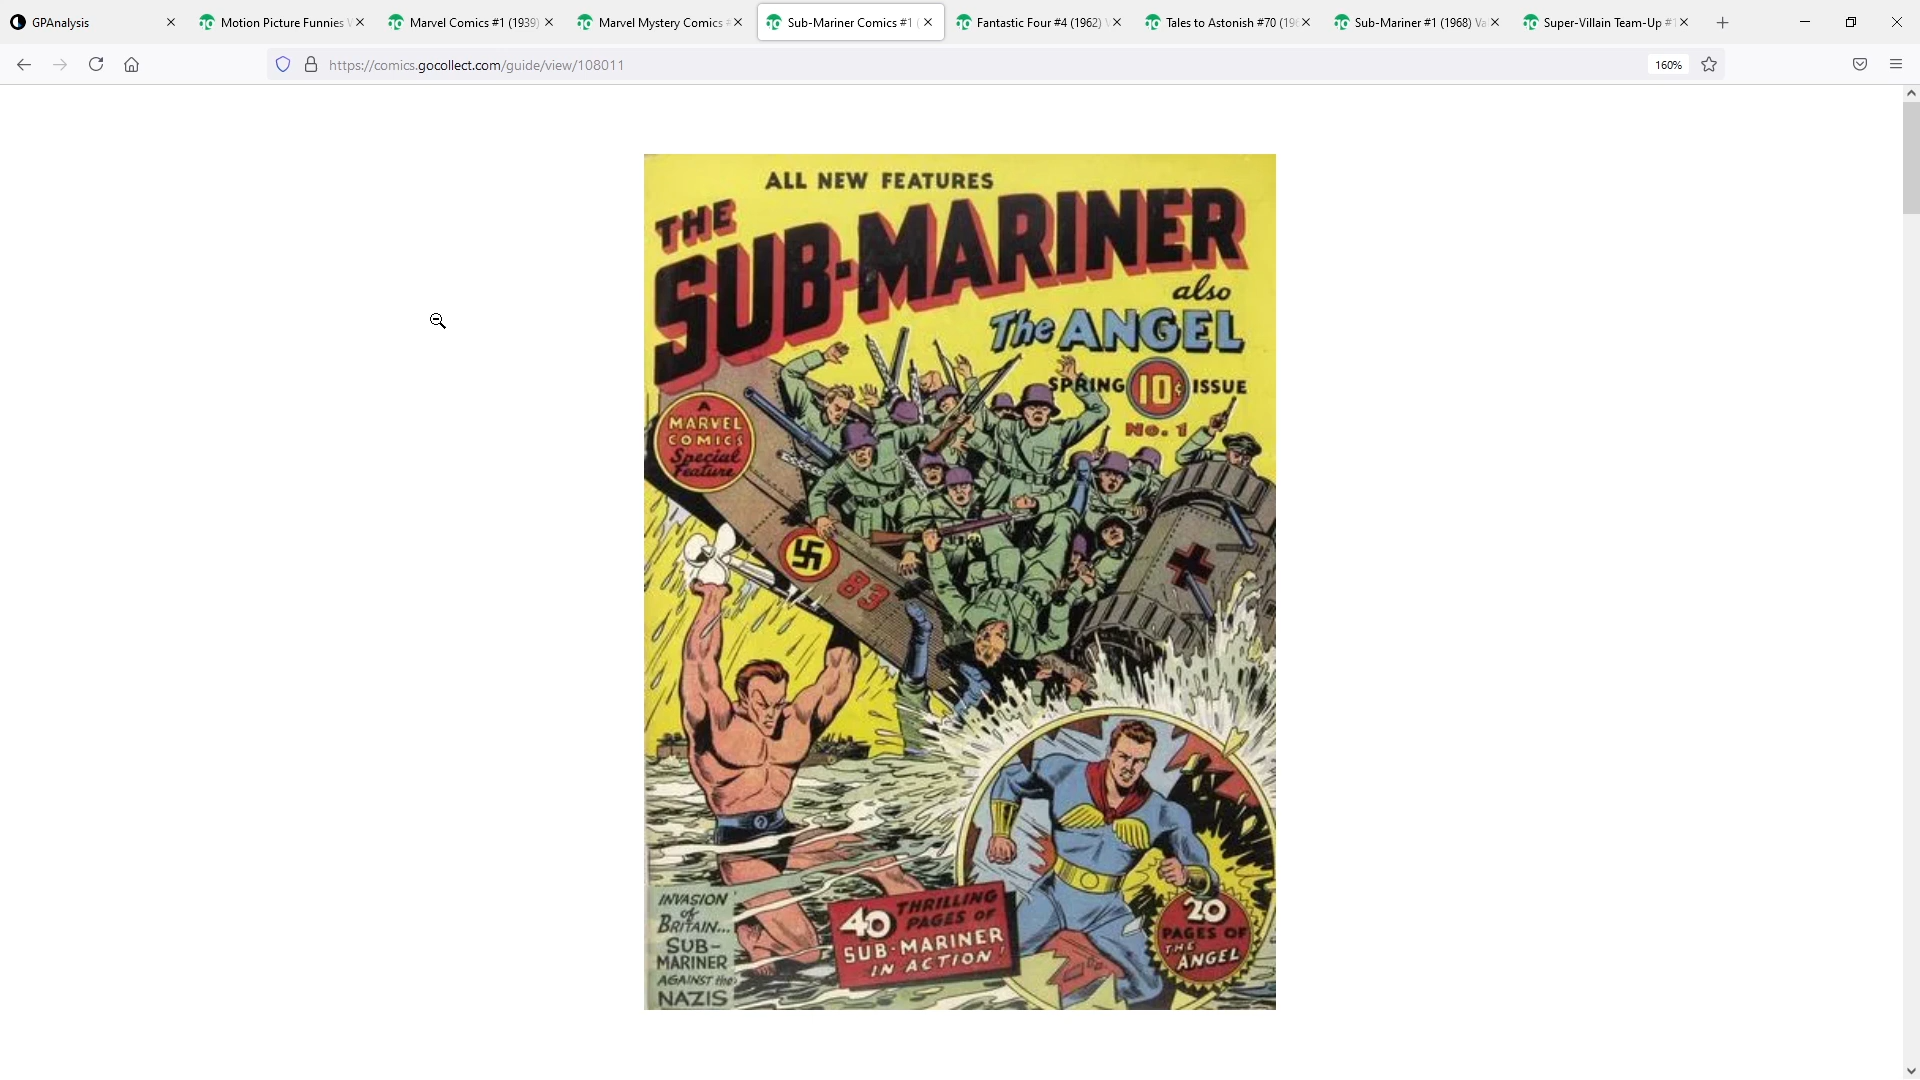 GPAnalysis
Motion Picture Funnies
Marvel Comics #1 (1939)
Marvel Mystery Comics
Sub-Mariner Comics #1 (
Fantastic Four #4 (1962)
Tales to Astonish #70 (19
Sub-Mariner #1 (1968) Va
Super-Villain Team-Up #1
https://comics.gocollect.com/guide/view/108011
160%
ALL NEW FEATURES
THE
SUB-MARINER
also
The ANGEL
SPRING 10¢ ISSUE
No. 1
A
MARVEL
COMICS
Special
Feature
83
INVASION
of
BRITAIN...
SUB-
MARINER
AGAINST the
NAZIS
40 THRILLING
PAGES OF
SUB-MARINER
IN ACTION!
20
PAGES OF
THE
ANGEL